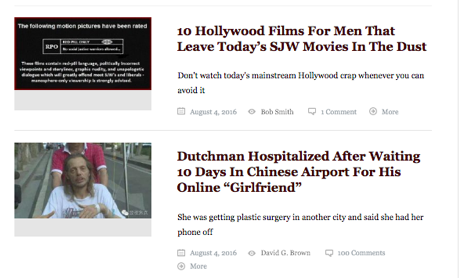 The following motion pictures have been rated
RPO
These films contain red-pill language, politically incorrect
viewpoints and storylines, graphic nudity, and unapologetic
dialogue which will greatly offend most SJW's and liberals -
manosphere-only viewership is strongly advised.
10 Hollywood Films For Men That
Leave Today's SJW Movies In The Dust
Don't watch today's mainstream Hollywood crap whenever you can
avoid it
August 4, 2016 Bob Smith 1 Comment More
Dutchman Hospitalized After Waiting
10 Days In Chinese Airport For His
Online “Girlfriend”
She was getting plastic surgery in another city and said she had her
phone off
August 4, 2016 David G. Brown 100 Comments
More